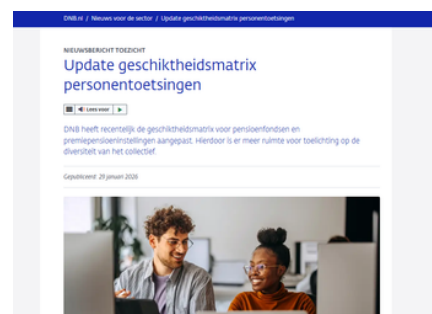 DNB.nl / Nieuws voor de sector / Update geschiktheidsmatrix personentoetsingen
NIEUWSBERICHT TOEZICHT
Update geschiktheidsmatrix
personentoetsingen
Lees voor
DNB heeft recentelijk de geschiktheidsmatrix voor pensioenfondsen en
premiepensioeninstellingen aangepast. Hierdoor is er meer ruimte voor toelichting op de
diversiteit van het collectief.
Gepubliceerd: 29 januari 2026